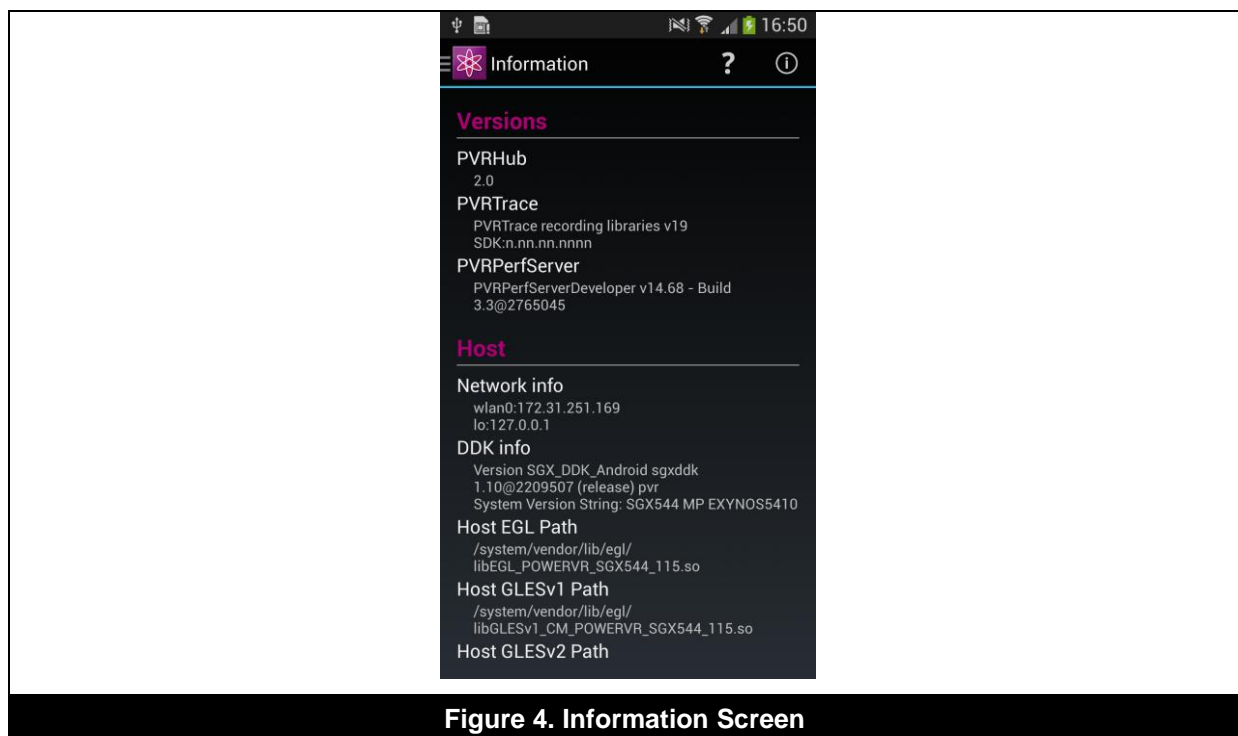 16:50
Information
Versions
PVRHub
2.0
PVRTrace
PVRTrace recording libraries v19
SDK:n.nn.nn.nnnn
PVRPerfServer
PVRPerfServerDeveloper v14.68 - Build
3.3@2765045
Host
Network info
wlan0:172.31.251.169
lo:127.0.0.1
DDK info
Version SGX_DDK_Android sgxddk
1.10@2209507 (release) pvr
System Version String: SGX544 MP EXYNOS5410
Host EGL Path
/system/vendor/lib/egl/
libEGL_POWERVR_SGX544_115.so
Host GLESv1 Path
/system/vendor/lib/egl/
libGLESv1_CM_POWERVR_SGX544_115.so
Host GLESv2 Path
Figure 4. Information Screen